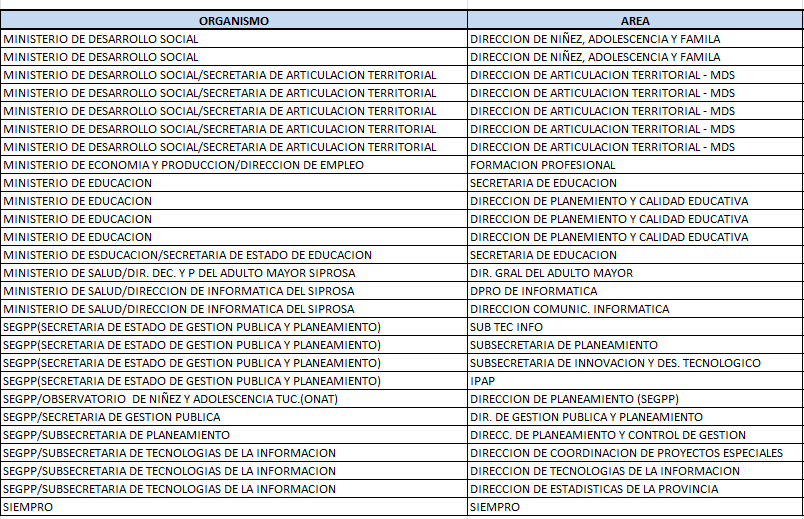 ORGANISMO AREA
MINISTERIO DE DESARROLLO SOCIAL DIRECCION DE NIÑEZ, ADOLESCENCIA Y FAMILA
MINISTERIO DE DESARROLLO SOCIAL DIRECCION DE NIÑEZ, ADOLESCENCIA Y FAMILA
MINISTERIO DE DESARROLLO SOCIAL/SECRETARIA DE ARTICULACION TERRITORIAL DIRECCION DE ARTICULACION TERRITORIAL - MDS
MINISTERIO DE DESARROLLO SOCIAL/SECRETARIA DE ARTICULACION TERRITORIAL DIRECCION DE ARTICULACION TERRITORIAL - MDS
MINISTERIO DE DESARROLLO SOCIAL/SECRETARIA DE ARTICULACION TERRITORIAL DIRECCION DE ARTICULACION TERRITORIAL - MDS
MINISTERIO DE DESARROLLO SOCIAL/SECRETARIA DE ARTICULACION TERRITORIAL DIRECCION DE ARTICULACION TERRITORIAL - MDS
MINISTERIO DE DESARROLLO SOCIAL/SECRETARIA DE ARTICULACION TERRITORIAL DIRECCION DE ARTICULACION TERRITORIAL - MDS
MINISTERIO DE ECONOMIA Y PRODUCCION/DIRECCION DE EMPLEO FORMACION PROFESIONAL
MINISTERIO DE EDUCACION SECRETARIA DE EDUCACION
MINISTERIO DE EDUCACION DIRECCION DE PLANEMIENTO Y CALIDAD EDUCATIVA
MINISTERIO DE EDUCACION DIRECCION DE PLANEMIENTO Y CALIDAD EDUCATIVA
MINISTERIO DE EDUCACION DIRECCION DE PLANEMIENTO Y CALIDAD EDUCATIVA
MINISTERIO DE ESDUCACION/SECRETARIA DE ESTADO DE EDUCACION SECRETARIA DE EDUCACION
MINISTERIO DE SALUD/DIR. DEC. Y P DEL ADULTO MAYOR SIPROSA DIR. GRAL DEL ADULTO MAYOR
MINISTERIO DE SALUD/DIRECCION DE INFORMATICA DEL SIPROSA DPRO DE INFORMATICA
MINISTERIO DE SALUD/DIRECCION DE INFORMATICA DEL SIPROSA DIRECCION COMUNIC. INFORMATICA
SEGPP(SECRETARIA DE ESTADO DE GESTION PUBLICA Y PLANEAMIENTO) SUB TEC INFO
SEGPP(SECRETARIA DE ESTADO DE GESTION PUBLICA Y PLANEAMIENTO) SUBSECRETARIA DE PLANEAMIENTO
SEGPP(SECRETARIA DE ESTADO DE GESTION PUBLICA Y PLANEAMIENTO) SUBSECRETARIA DE INNOVACION Y DES. TECNOLOGICO
SEGPP(SECRETARIA DE ESTADO DE GESTION PUBLICA Y PLANEAMIENTO) IPAP
SEGPP/OBSERVATORIO DE NIÑEZ Y ADOLESCENCIA TUC.(ONAT) DIRECCION DE PLANEAMIENTO (SEGPP)
SEGPP/SECRETARIA DE GESTION PUBLICA DIR. DE GESTION PUBLICA Y PLANEAMIENTO
SEGPP/SUBSECRETARIA DE PLANEAMIENTO DIRECC. DE PLANEAMIENTO Y CONTROL DE GESTION
SEGPP/SUBSECRETARIA DE TECNOLOGIAS DE LA INFORMACION DIRECCION DE COORDINACION DE PROYECTOS ESPECIALES
SEGPP/SUBSECRETARIA DE TECNOLOGIAS DE LA INFORMACION DIRECCION DE TECNOLOGIAS DE LA INFORMACION
SEGPP/SUBSECRETARIA DE TECNOLOGIAS DE LA INFORMACION DIRECCION DE ESTADISTICAS DE LA PROVINCIA
SIEMPRO SIEMPRO